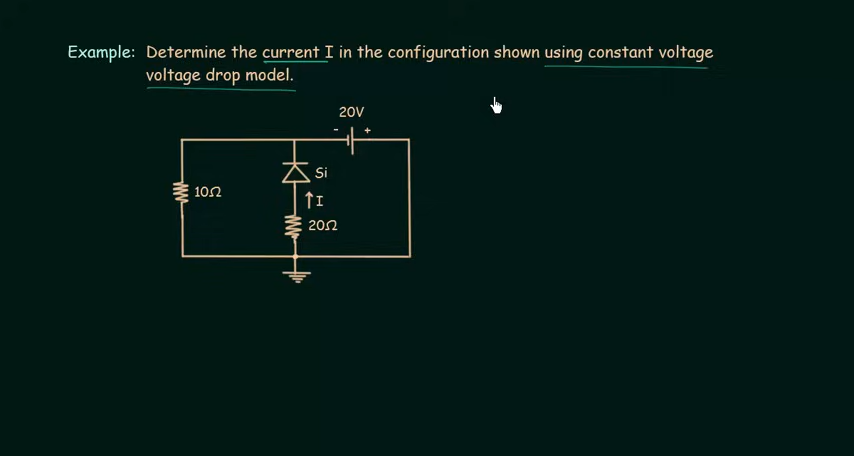 Example: Determine the current I in the configuration shown using constant voltage
voltage drop model.
20V
- +
Si
10Ω
I
20Ω